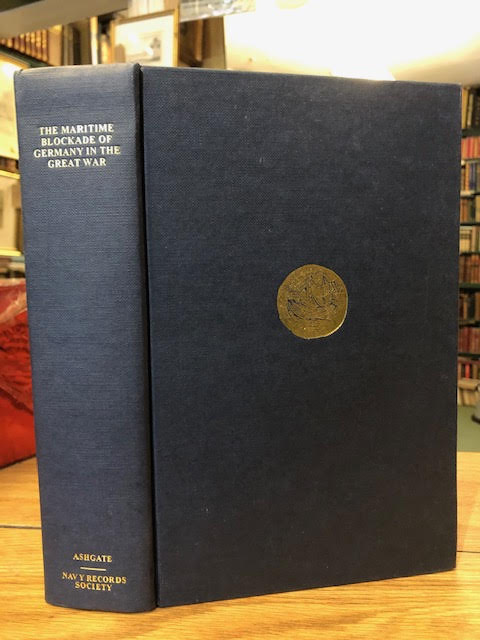 THE MARITIME
BLOCKADE OF
GERMANY IN THE
GREAT WAR
ASHGATE
NAVY RECORDS
SOCIETY